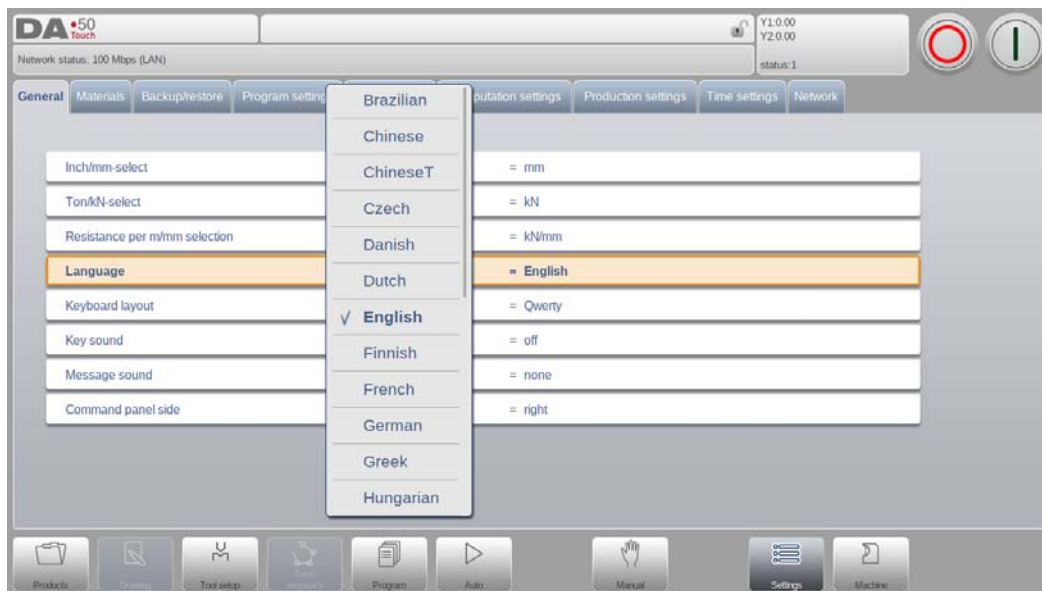 DA •50
Touch
Y1:0.00
Y2:0.00
Network status: 100 Mbps (LAN)
status:1
General Materials Backup/restore Program setting putation settings Production settings Time settings Network
Inch/mm-select = mm
Ton/kN-select = kN
Resistance per m/mm selection = kN/mm
Language = English
Keyboard layout = Qwerty
Key sound = off
Message sound = none
Command panel side = right
Brazilian
Chinese
ChineseT
Czech
Danish
Dutch
√ English
Finnish
French
German
Greek
Hungarian
Products Tool setup Program Auto Manual Settings Machine